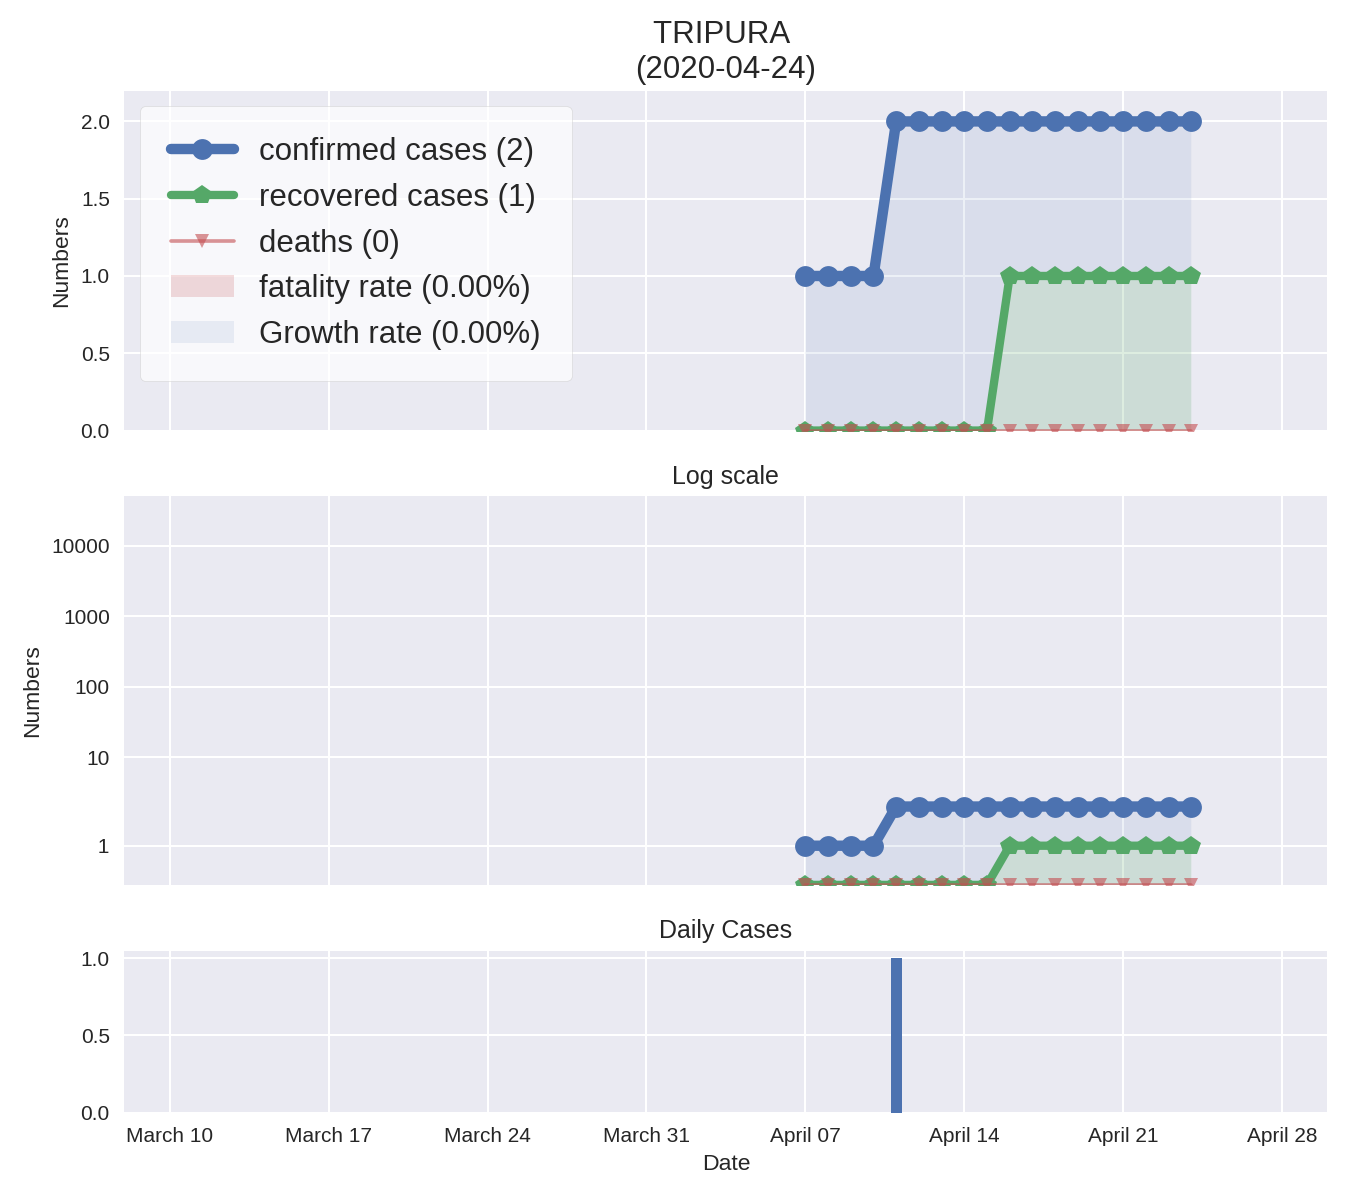 TRIPURA
(2020-04-24)
2.0
1.5
1.0
0.5
0.0
Numbers
confirmed cases (2)
recovered cases (1)
deaths (0)
fatality rate (0.00%)
Growth rate (0.00%)
Log scale
10000
1000
100
10
1
Numbers
Daily Cases
1.0
0.5
0.0
March 10 March 17 March 24 March 31 April 07 April 14 April 21 April 28
Date